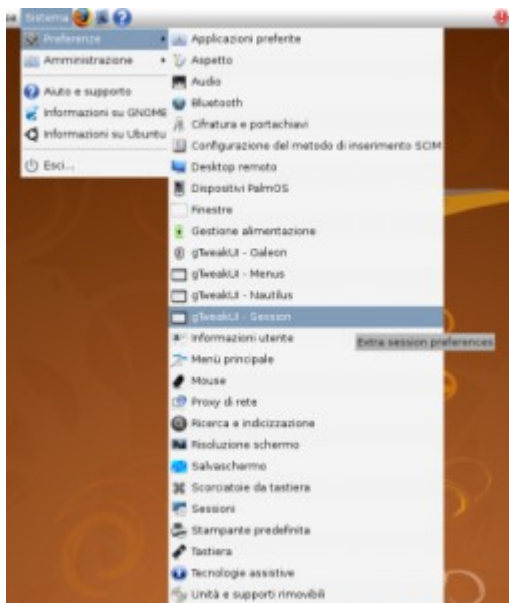 Sistema
Preferenze
Amministrazione
Aiuto e supporto
Informazioni su GNOME
Informazioni su Ubuntu
Esci...
Applicazioni preferite
Aspetto
Audio
Bluetooth
Cifratura e portachiavi
Configurazione del metodo di inserimento SCIM
Desktop remoto
Dispositivi PalmOS
Finestre
Gestione alimentazione
gTweakUI - Galeon
gTweakUI - Menus
gTweakUI - Nautilus
gTweakUI - Session
Extra session preferences
Informazioni utente
Menù principale
Mouse
Proxy di rete
Ricerca e indicizzazione
Risoluzione schermo
Salvaschermo
Scorciatoie da tastiera
Sessioni
Stampante predefinita
Tastiera
Tecnologie assistive
Unità e supporti rimovibili